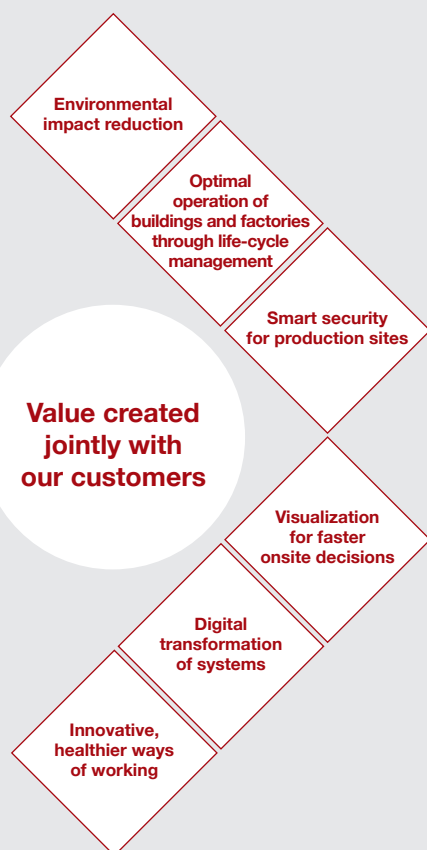 Environmental
impact reduction
Optimal
operation of
buildings and factories
through life-cycle
management
Smart security
for production sites
Value created
jointly with
our customers
Visualization
for faster
onsite decisions
Digital
transformation
of systems
Innovative,
healthier ways
of working